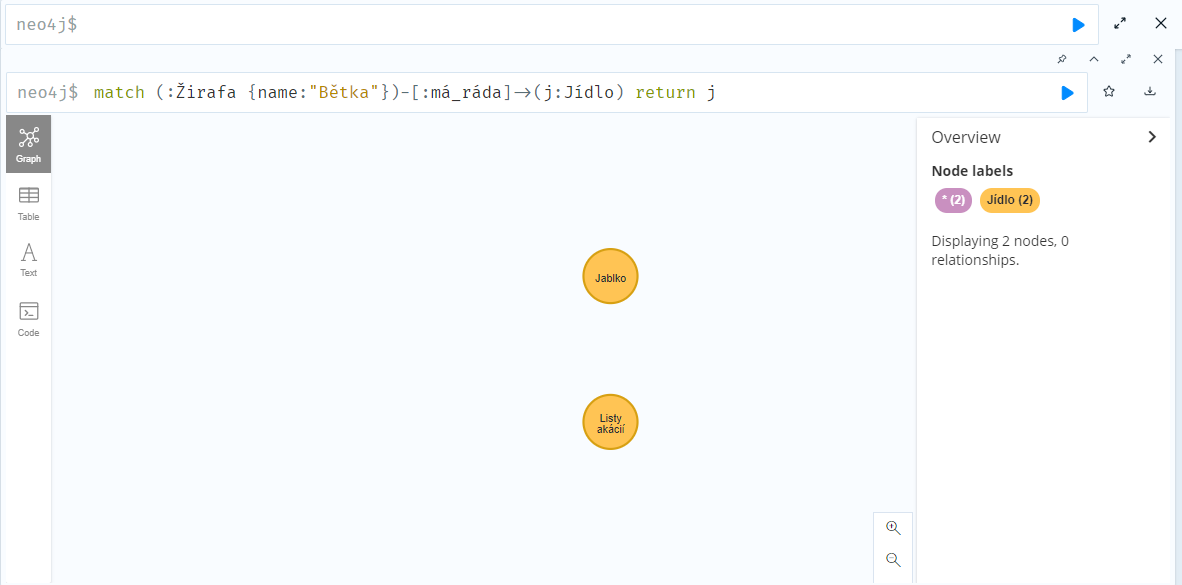 neo4j$
neo4j$ match (:Žirafa {name:"Bětka"})-[:má_ráda]->(j:Jídlo) return j
Graph
Table
Text
Code
Jablko
Listy
akácií
Overview
Node labels
* (2) Jídlo (2)
Displaying 2 nodes, 0
relationships.